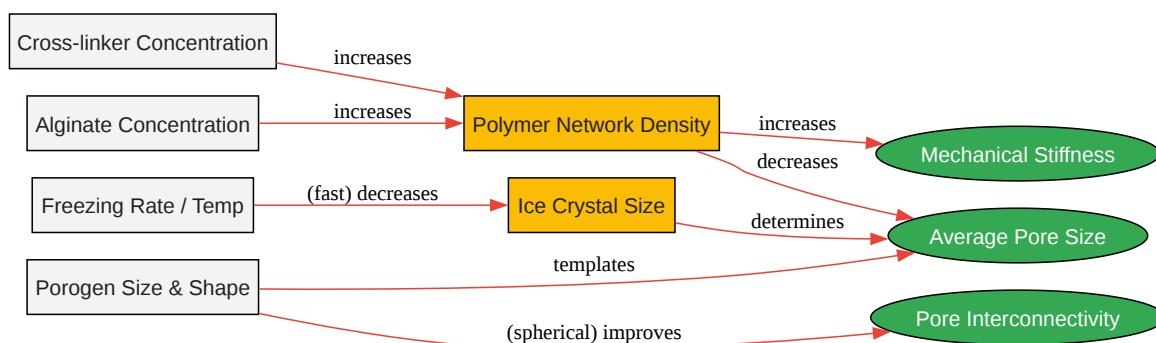 Cross-linker Concentration
increases
Alginate Concentration
increases
Polymer Network Density
increases
Mechanical Stiffness
decreases
Freezing Rate / Temp
(fast) decreases
Ice Crystal Size
determines
Average Pore Size
Porogen Size & Shape
templates
(spherical) improves
Pore Interconnectivity